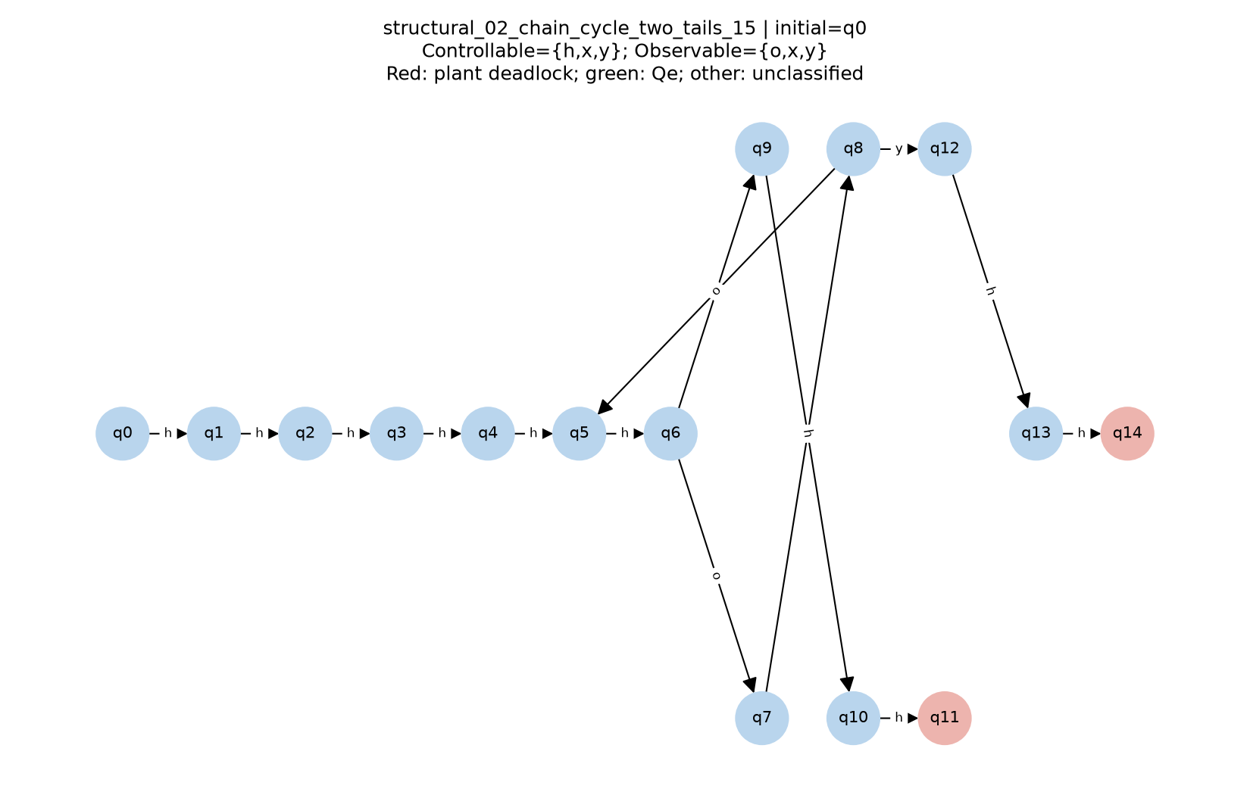 structural_02_chain_cycle_two_tails_15 | initial=q0
Controllable={h,x,y}; Observable={o,x,y}
Red: plant deadlock; green: Qe; other: unclassified
q9
q8
y
q12
o
h
q0
h
q1
h
q2
h
q3
h
q4
h
q5
h
q6
h
q13
h
q14
o
q7
q10
h
q11